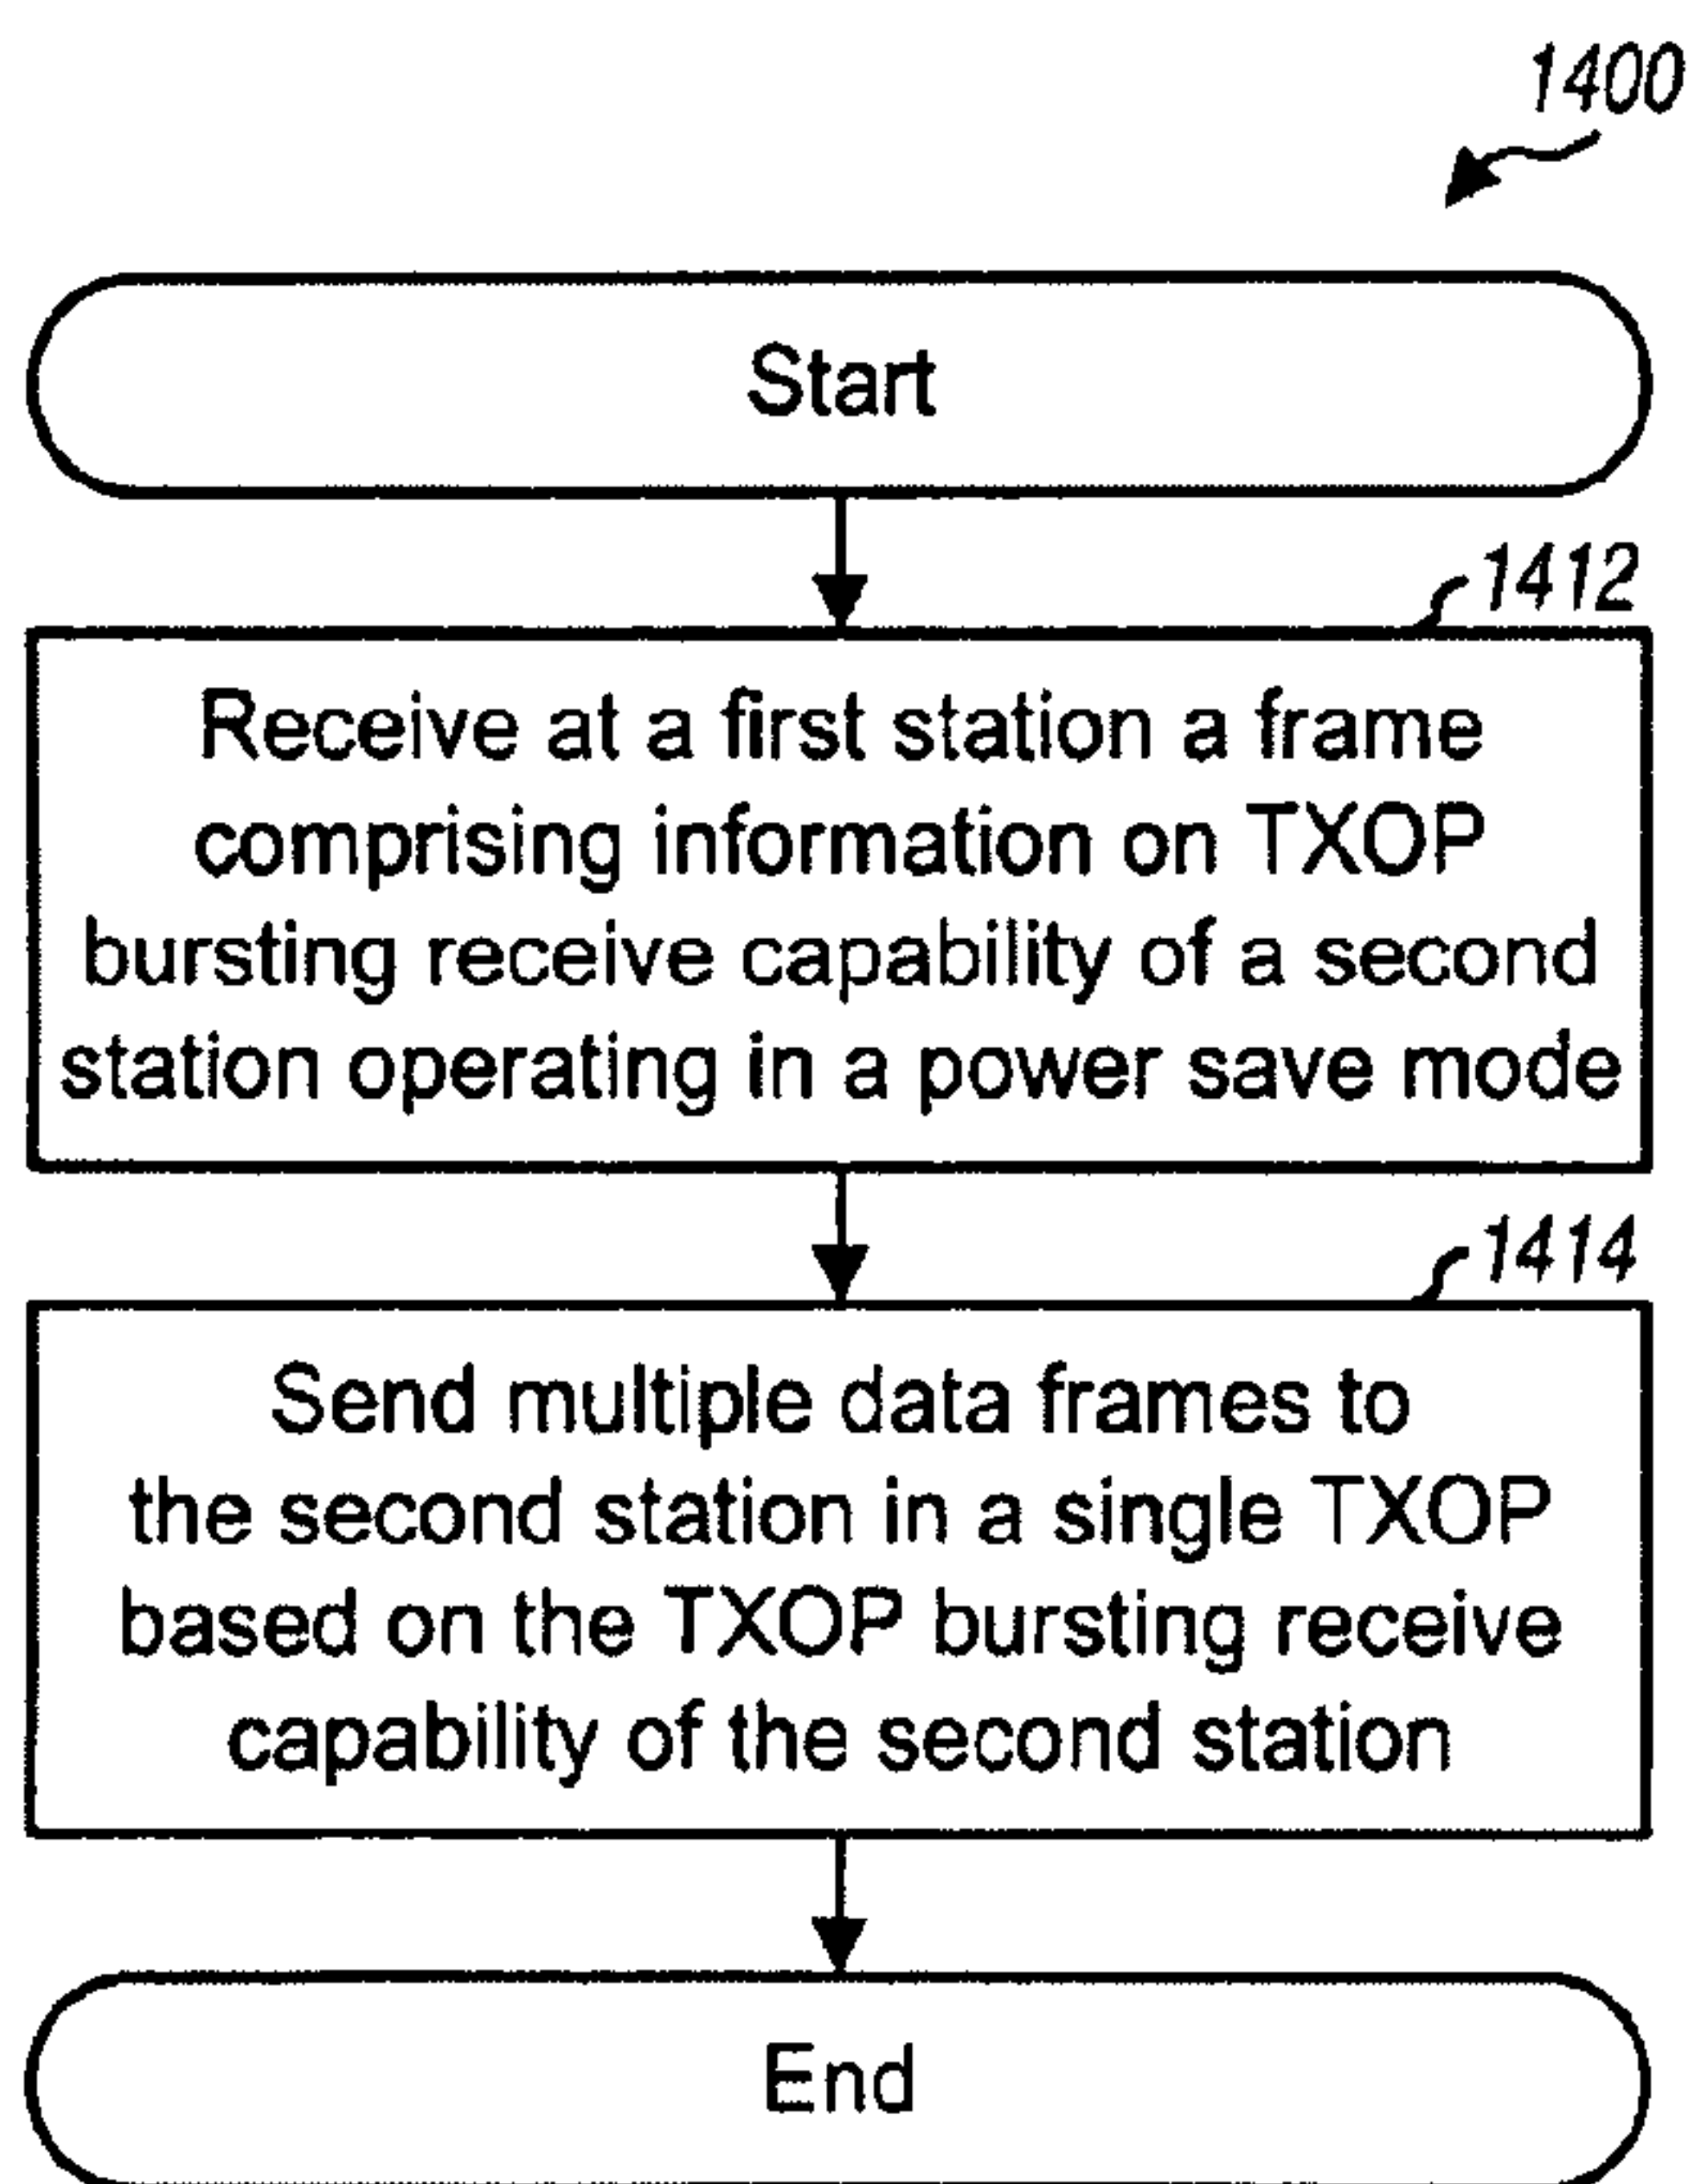 1400
Start
1412
Receive at a first station a frame
comprising information on TXOP
bursting receive capability of a second
station operating in a power save mode
1414
Send multiple data frames to
the second station in a single TXOP
based on the TXOP bursting receive
capability of the second station
End